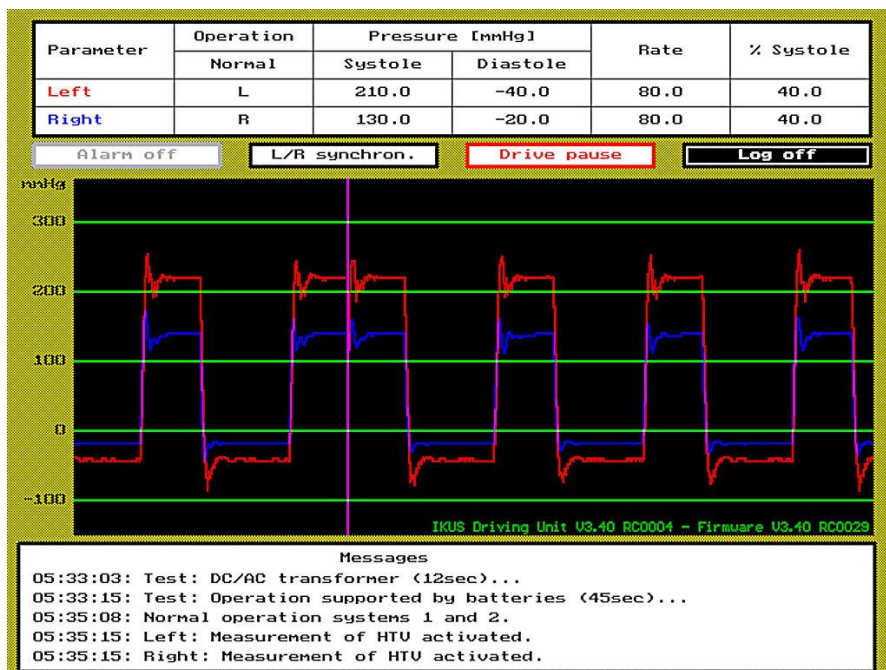 Parameter Operation Pressure [mmHg] Rate % Systole
Normal Systole Diastole
Left L 210.0 -40.0 80.0 40.0
Right R 130.0 -20.0 80.0 40.0
Alarm off L/R synchron. Drive pause Log off
mmHg
300
200
100
0
-100
IKUS Driving Unit V3.40 RC0004 - Firmware V3.40 RC0029
Messages
05:33:03: Test: DC/AC transformer (12sec)...
05:33:15: Test: Operation supported by batteries (45sec)...
05:35:08: Normal operation systems 1 and 2.
05:35:15: Left: Measurement of HTV activated.
05:35:15: Right: Measurement of HTV activated.